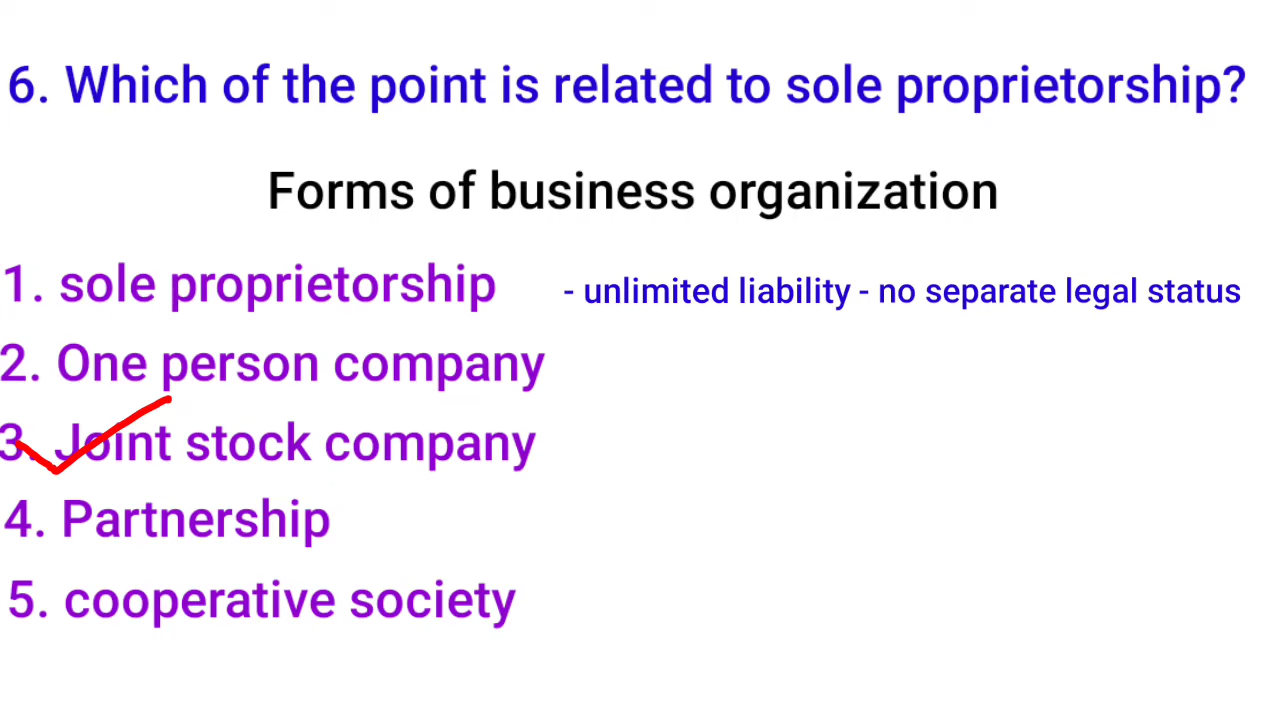 6. Which of the point is related to sole proprietorship?
Forms of business organization
1. sole proprietorship - unlimited liability - no separate legal status
2. One person company
3. Joint stock company
4. Partnership
5. cooperative society